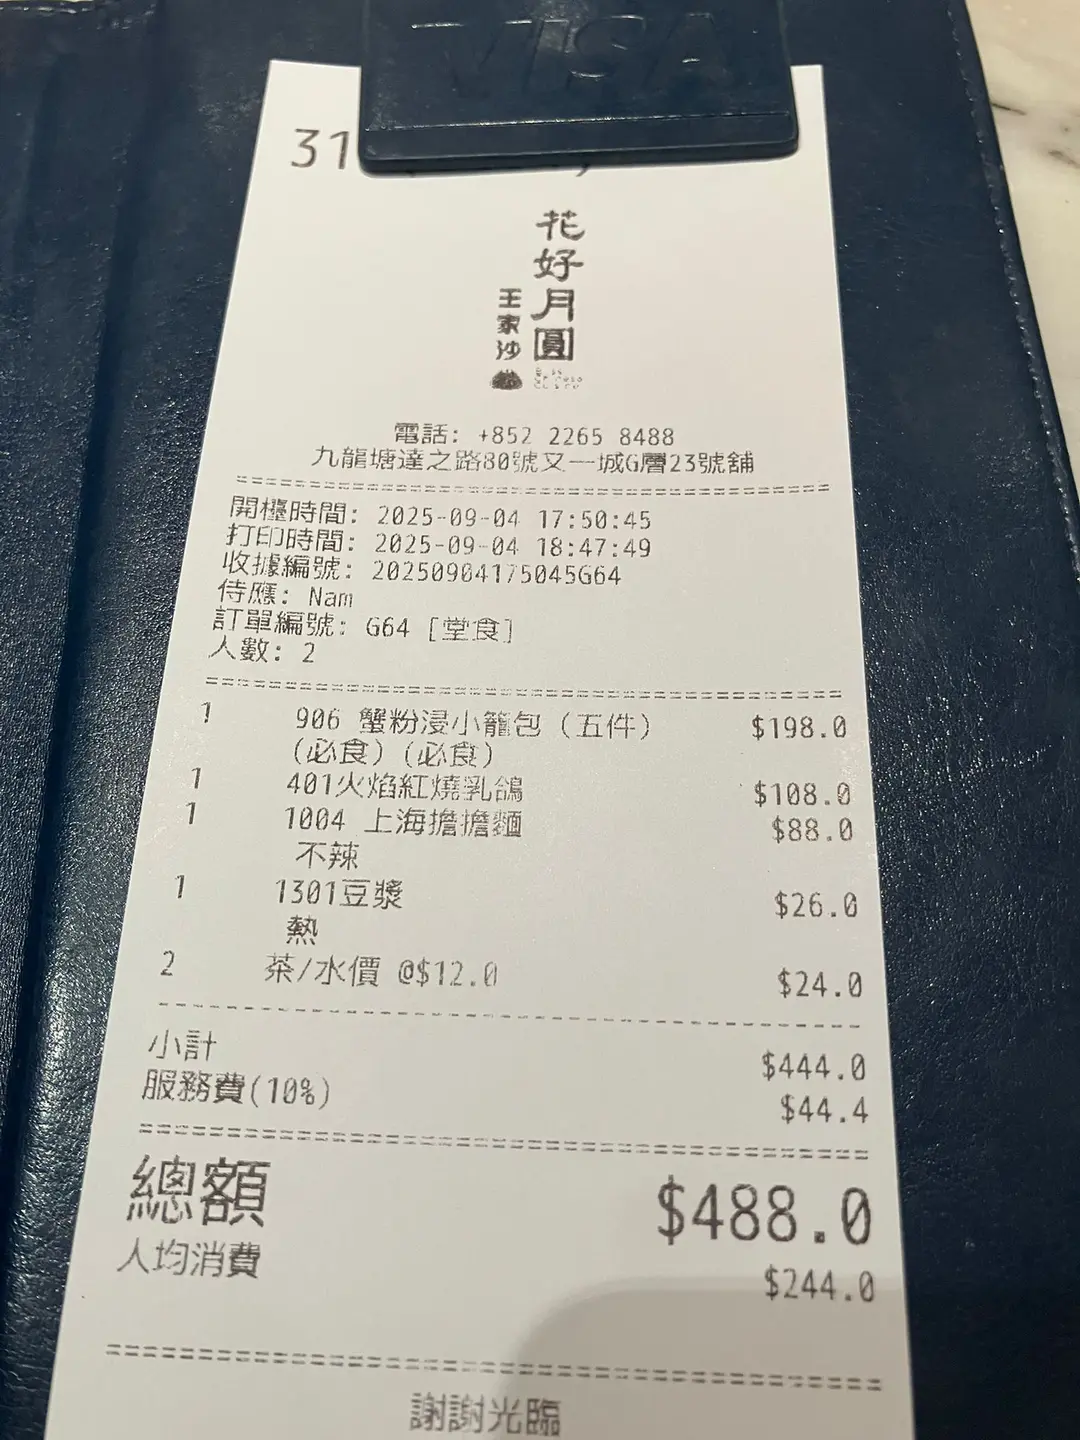 VISA
31
花好月圓
王家沙
電話: +852 2265 8488
九龍塘達之路80號又一城G層23號舖
開檯時間: 2025-09-04 17:50:45
打印時間: 2025-09-04 18:47:49
收據編號: 20250904175045G64
侍應: Nam
訂單編號: G64 [堂食]
人數: 2
1 906 蟹粉浸小籠包 (五件) $198.0
(必食)(必食)
1 401火焰紅燒乳鴿 $108.0
1 1004 上海擔擔麵 $88.0
不辣
1 1301豆漿 $26.0
熱
2 茶/水價 @$12.0 $24.0
小計 $444.0
服務費(10%) $44.4
總額 $488.0
人均消費 $244.0
謝謝光臨